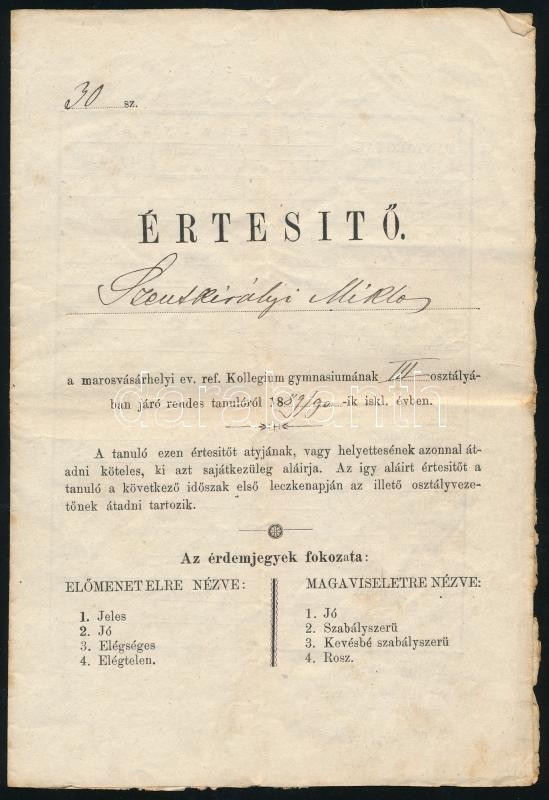 30 sz.
ÉRTESITŐ.
Szentkirályi Miklos
a marosvásárhelyi ev. ref. Kollegium gymnasiumának III osztályá-
ban járó rendes tanulóról 1889/90-ik iskl. évben.
A tanuló ezen értesitőt atyjának, vagy helyettesének azonnal át-
adni köteles, ki azt sajátkezüleg aláirja. Az igy aláirt értesitőt a
tanuló a következő időszak első leczkenapján az illető osztályveze-
tőnek átadni tartozik.
Az érdemjegyek fokozata:
ELŐMENETELRE NÉZVE:
1. Jeles
2. Jó
3. Elégséges
4. Elégtelen.
MAGAVISELETRE NÉZVE:
1. Jó
2. Szabályszerü
3. Kevésbé szabályszerü
4. Rosz.
darabanth